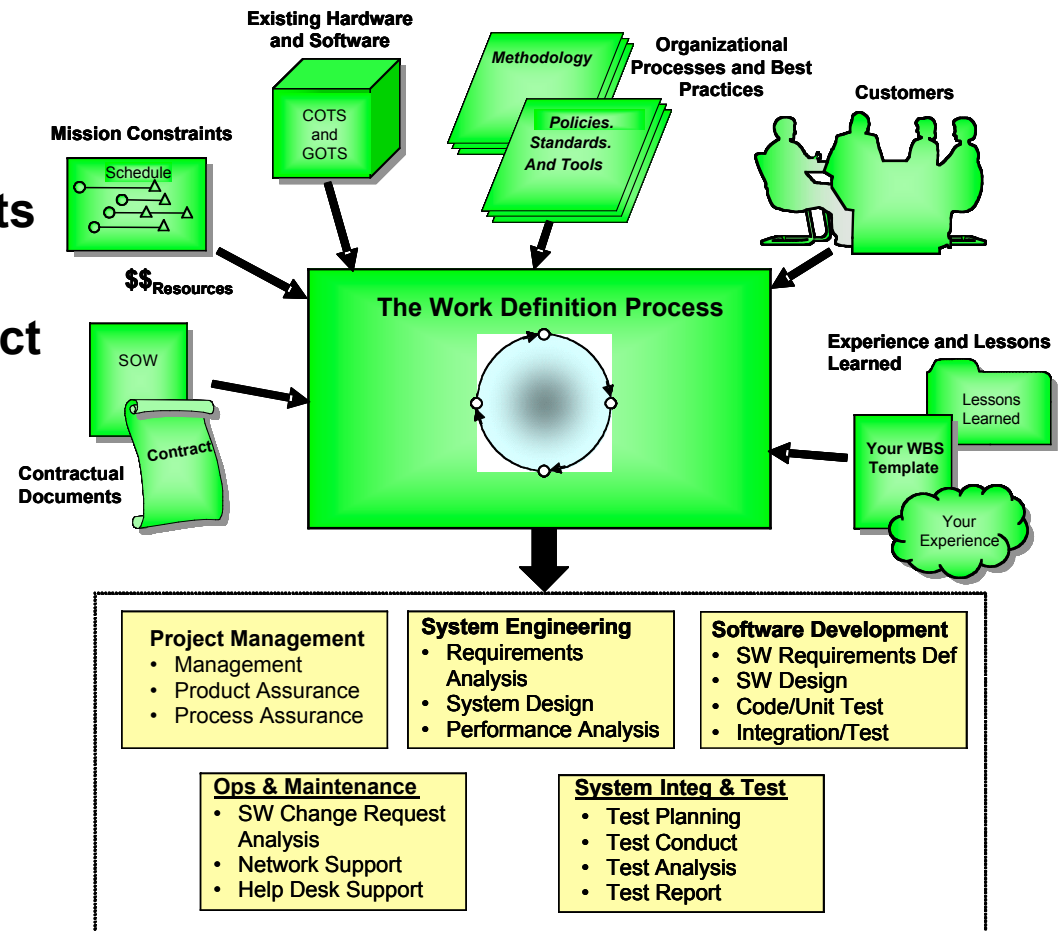 Existing Hardware
and Software
COTS
and
GOTS
Methodology
Policies.
Standards.
And Tools
Organizational
Processes and Best
Practices
Customers
Mission Constraints
Schedule
ts
$$Resources
The Work Definition Process
ct
SOW
Contract
Contractual
Documents
Experience and Lessons
Learned
Lessons
Learned
Your WBS
Template
Your
Experience
Project Management
• Management
• Product Assurance
• Process Assurance
System Engineering
• Requirements
Analysis
• System Design
• Performance Analysis
Software Development
• SW Requirements Def
• SW Design
• Code/Unit Test
• Integration/Test
Ops & Maintenance
• SW Change Request
Analysis
• Network Support
• Help Desk Support
System Integ & Test
• Test Planning
• Test Conduct
• Test Analysis
• Test Report